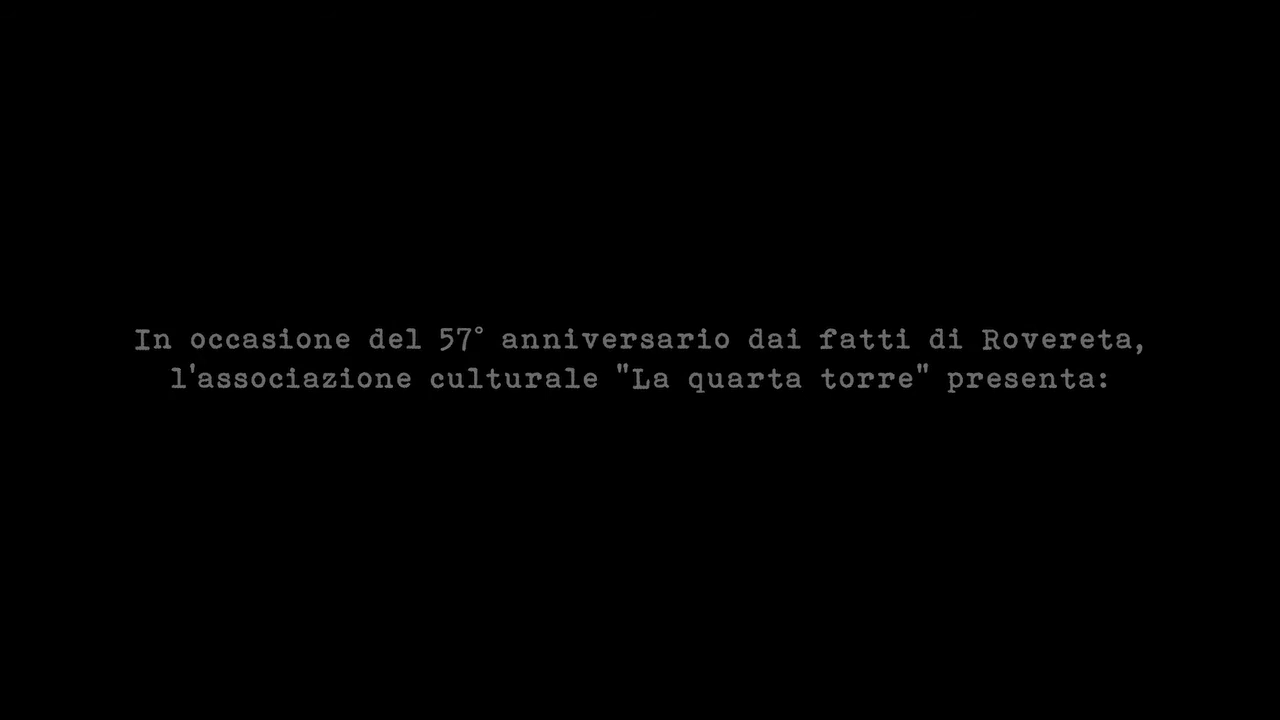 In occasione del 57° anniversario dai fatti di Rovereta,
l'associazione culturale "La quarta torre" presenta: